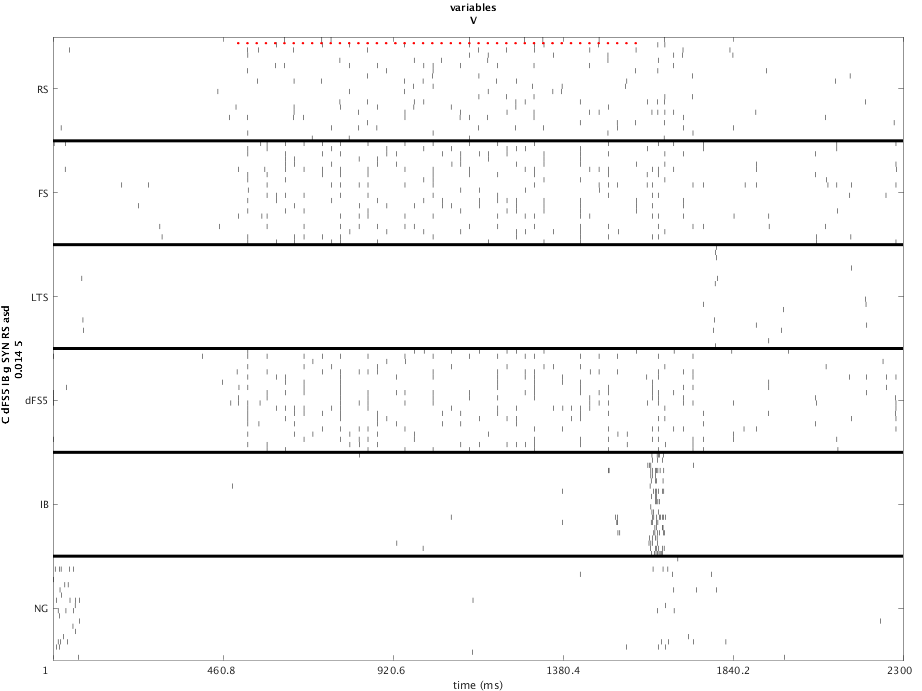 variables
V
RS
FS
LTS
dFS5
IB
NG
C dFS5 IB g SYN RS asd
0.014 5
1
460.8
920.6
1380.4
1840.2
2300
time (ms)